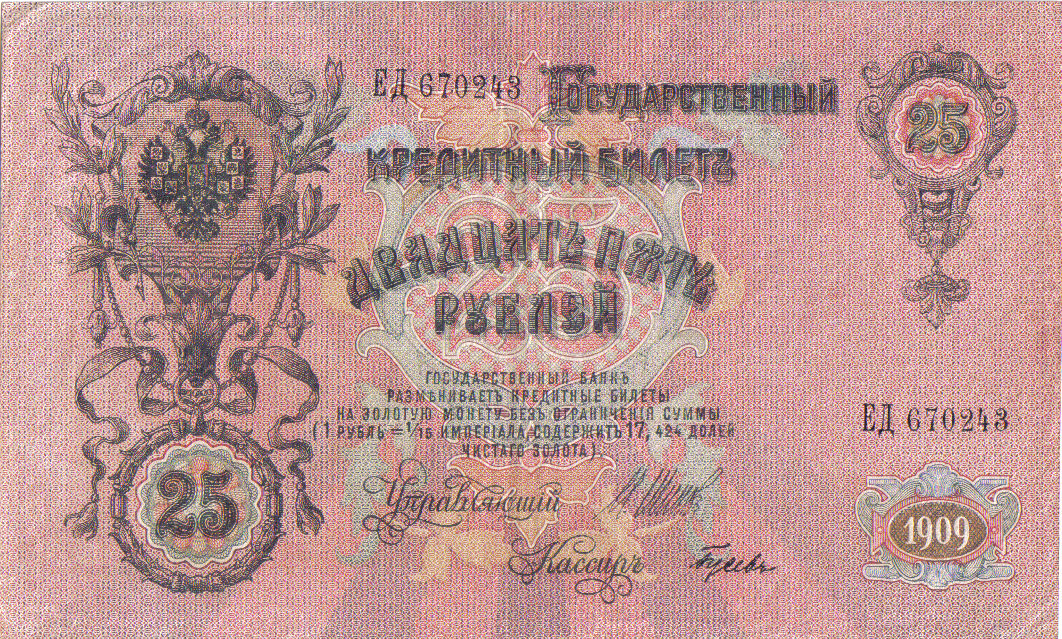 ЕД 670243
Государственный
25
кредитный билетъ
двадцать пять
рублей
Государственный банкъ
размѣниваетъ кредитные билеты
на золотую монету безъ ограниченія суммы
(1 рубль = 1/15 имперіала, содержитъ 17,424 долей
чистаго золота).
ЕД 670243
25
Управляющій
1909
Кассиръ
Гусевъ